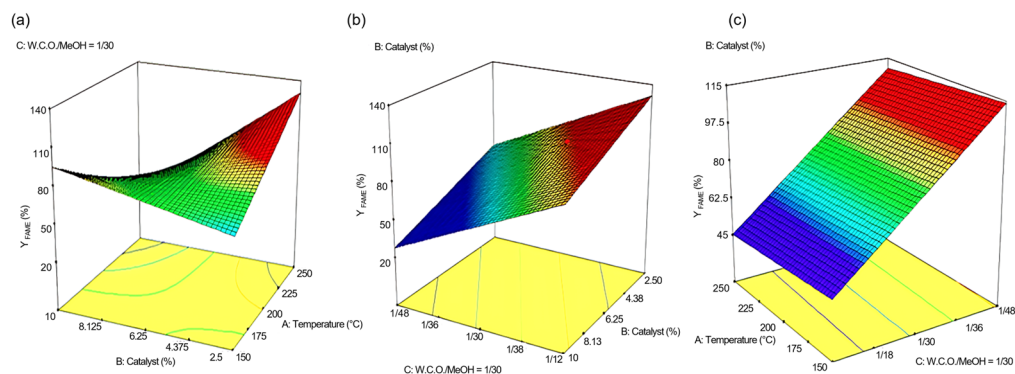 (a)
C: W.C.O./MeOH = 1/30
140
110
80
50
20
Y FAME (%)
10
8.125
6.25
4.375
2.5
B: Catalyst (%)
150
175
200
225
250
A: Temperature (°C)
(b)
B: Catalyst (%)
140
110
80
50
20
Y FAME (%)
1/48
1/36
1/30
1/38
1/12
C: W.C.O./MeOH = 1/30
10
8.13
6.25
4.38
2.50
B: Catalyst (%)
(c)
B: Catalyst (%)
115
97.5
80
62.5
45
Y FAME (%)
250
225
200
175
150
A: Temperature (°C)
1/18
1/30
1/36
1/48
C: W.C.O./MeOH = 1/30